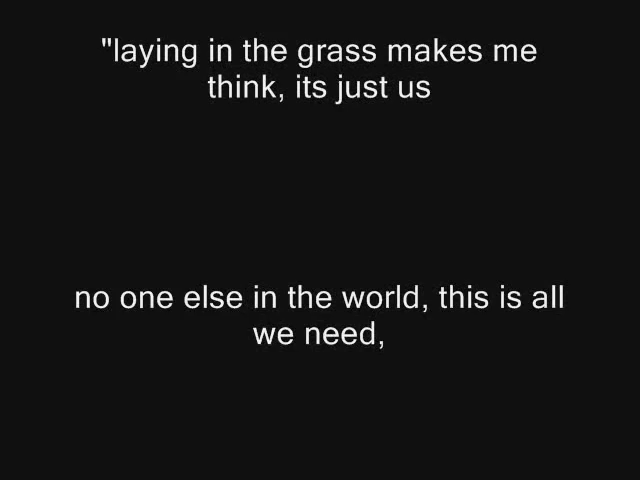 "laying in the grass makes me
think, its just us
no one else in the world, this is all
we need,